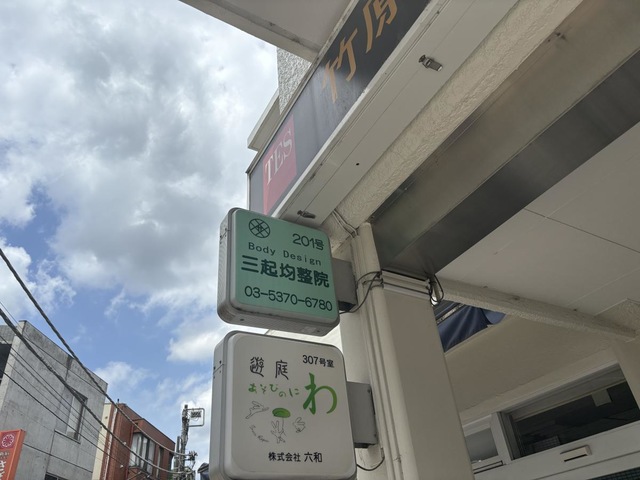 竹原
TES
201号
Body Design
三起均整院
03-5370-6780
307号室
遊庭
あそびのにわ
株式会社 六和